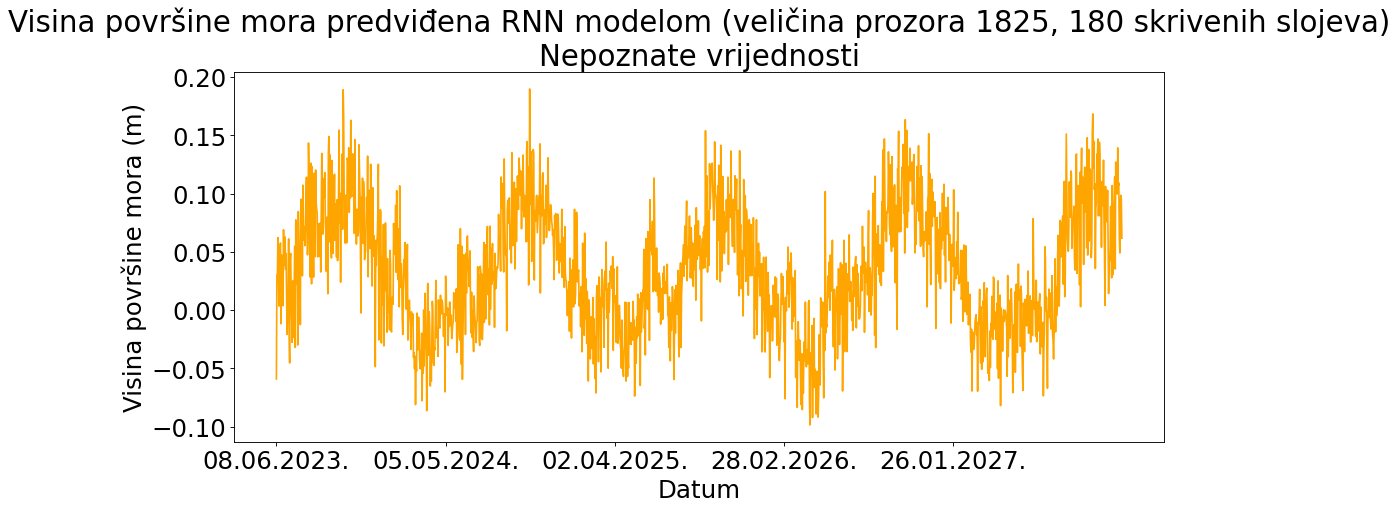 Visina površine mora predviđena RNN modelom (veličina prozora 1825, 180 skrivenih slojeva)
Nepoznate vrijednosti
Visina površine mora (m)
0.20
0.15
0.10
0.05
0.00
−0.05
−0.10
08.06.2023. 05.05.2024. 02.04.2025. 28.02.2026. 26.01.2027.
Datum